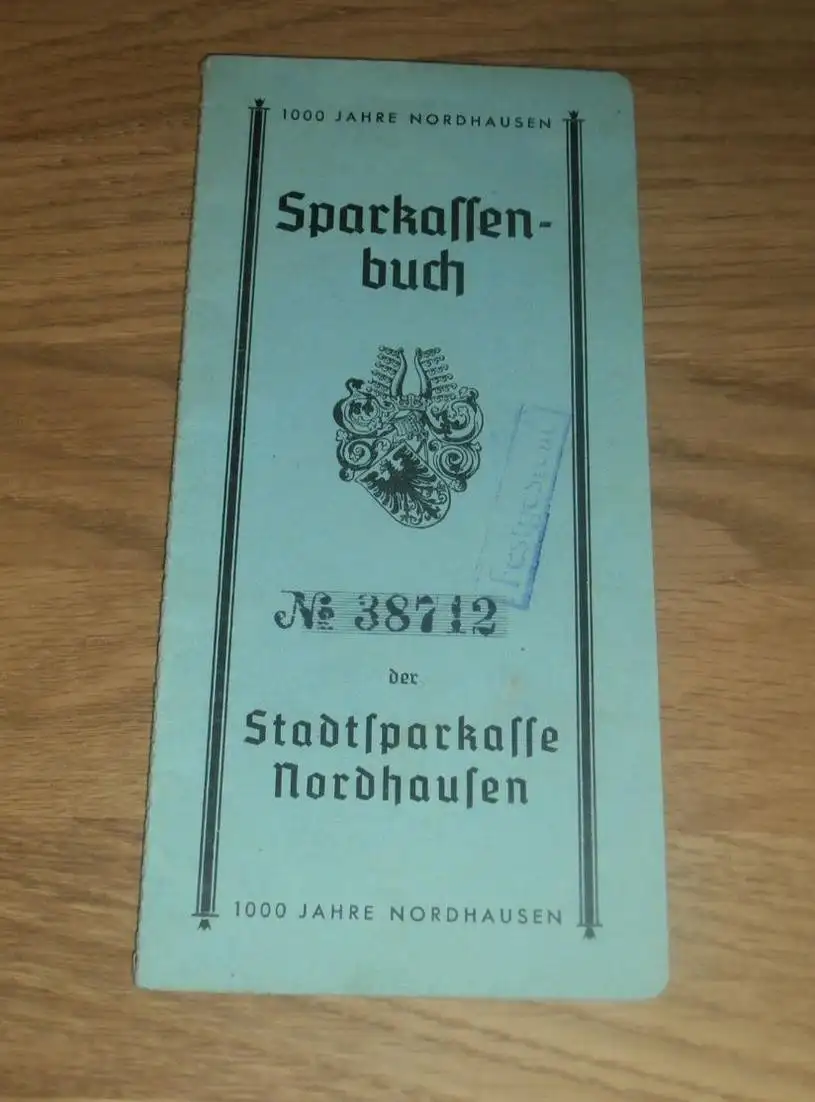 1000 JAHRE NORDHAUSEN
Sparkaſſen-
buch
№ 38712
der
Stadtſparkaſſe
Nordhauſen
1000 JAHRE NORDHAUSEN